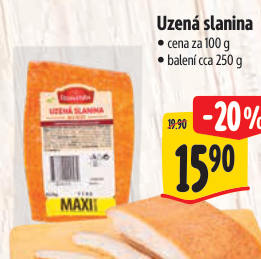 Uzená slanina
• cena za 100 g
• balení cca 250 g
-20%
19.90
15 90
UZENÁ SLANINA
MAXI